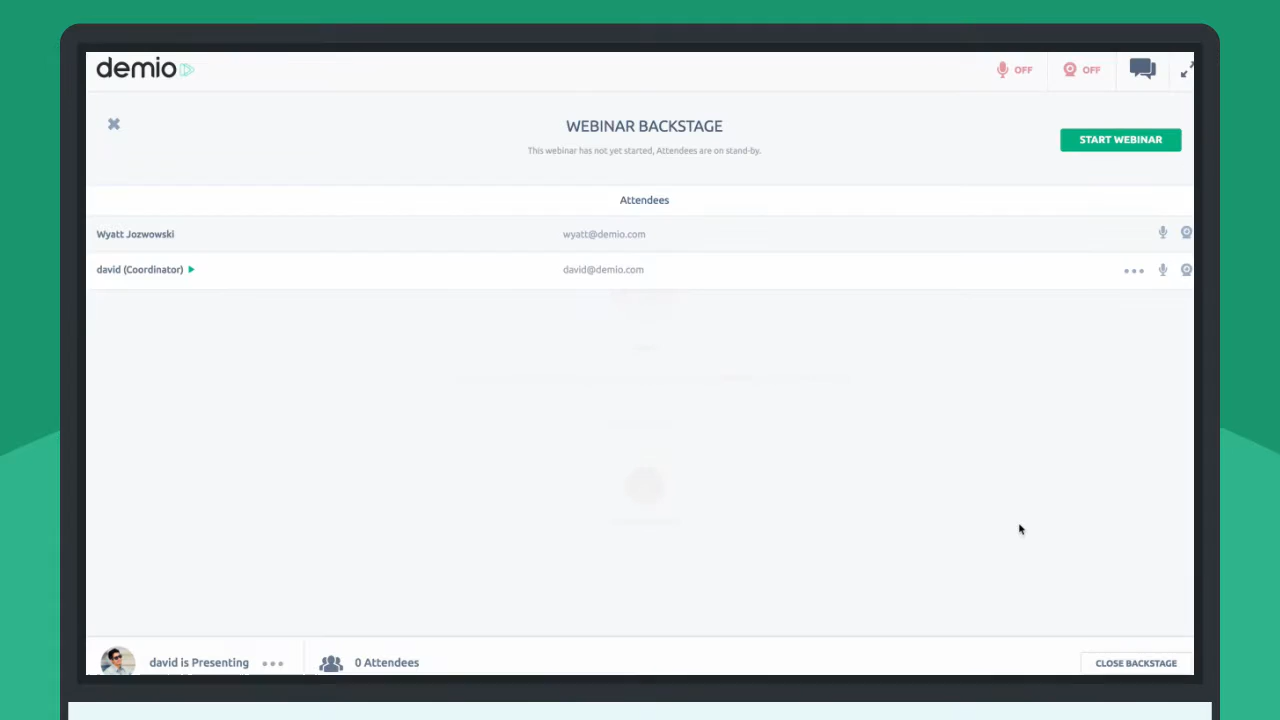 demio
OFF
OFF
WEBINAR BACKSTAGE
This webinar has not yet started, Attendees are on stand-by.
START WEBINAR
Attendees
Wyatt Jozwowski
wyatt@demio.com
david (Coordinator)
david@demio.com
david is Presenting
0 Attendees
CLOSE BACKSTAGE